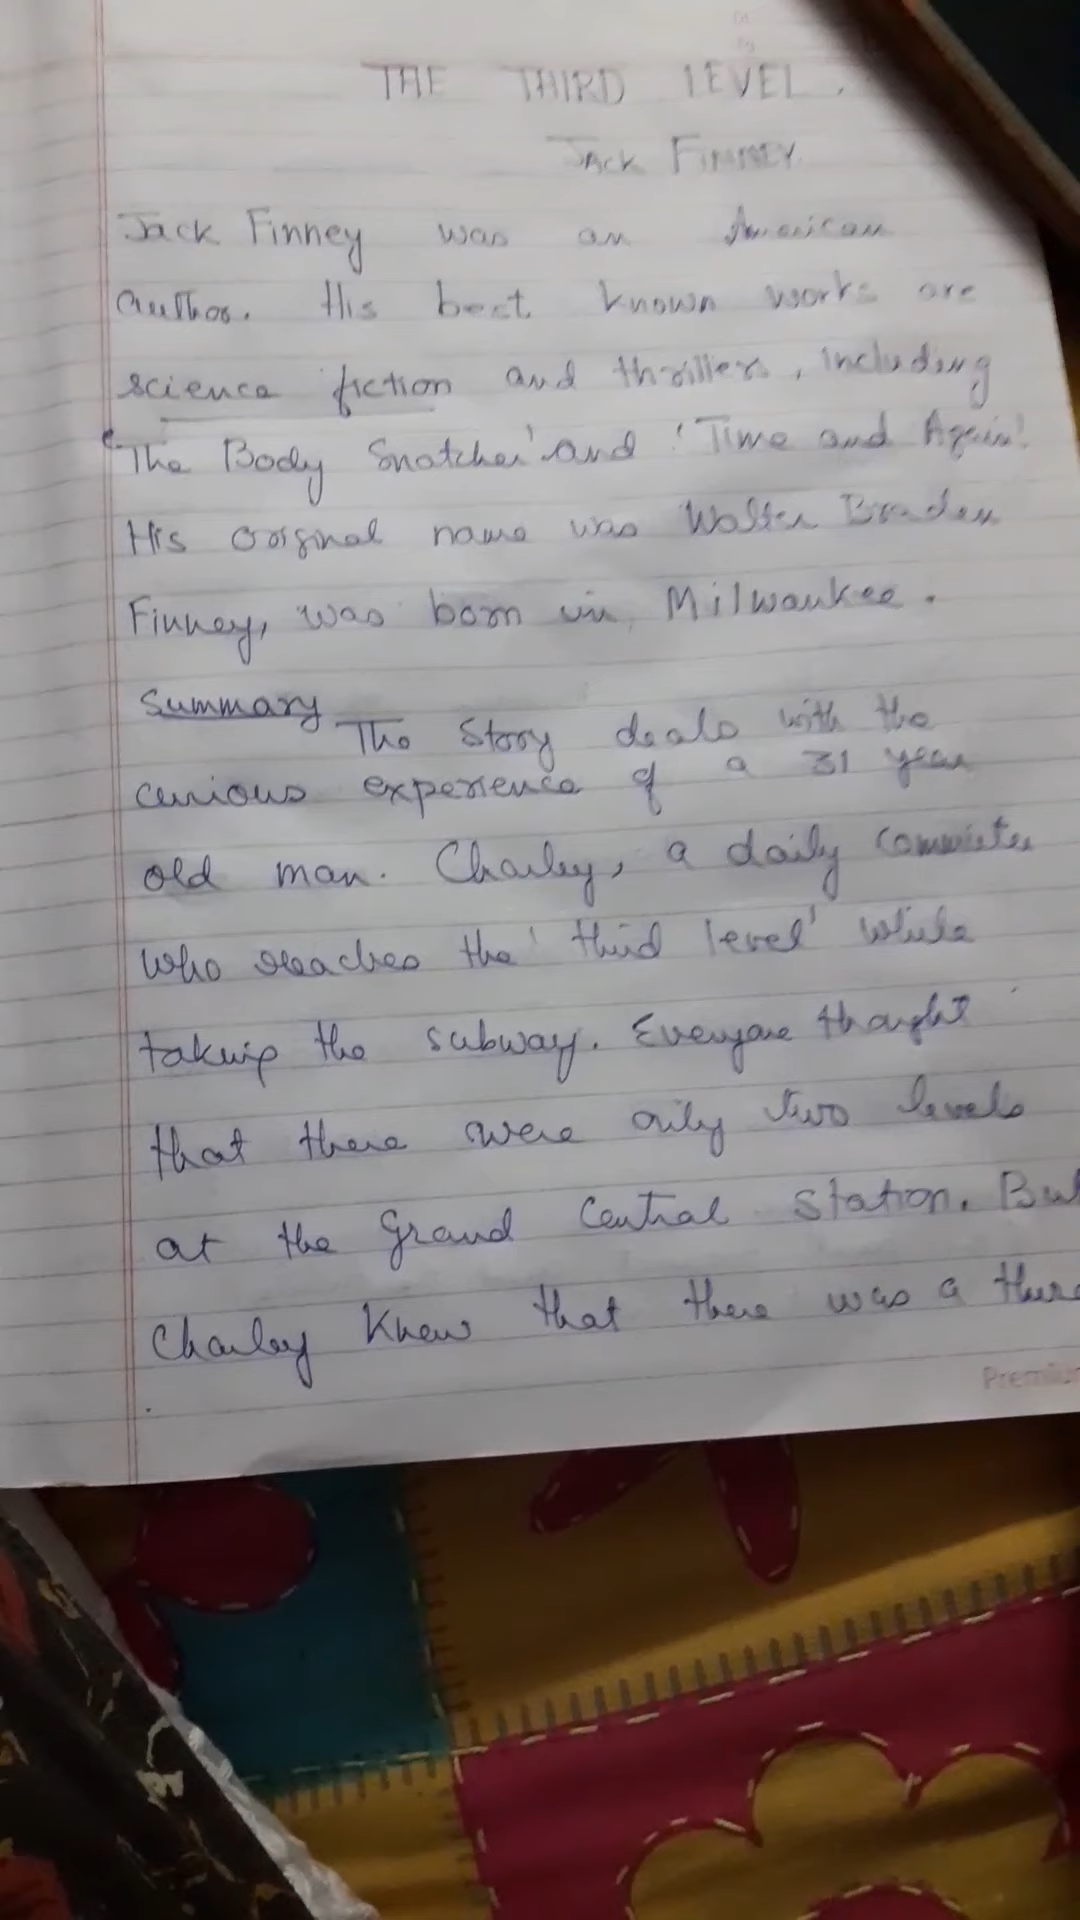 THE THIRD LEVEL.
JACK FINNEY.
Jack Finney was an American
author. His best known works are
science fiction and thrillers, including
'The Body Snatcher' and 'Time and Again'.
His original name was Walter Braden
Finney, was born in Milwaukee.
Summary
The Story deals with the
curious experience of a 31 year
old man. Charley, a daily commuter
who reaches the 'third level' while
taking the subway. Everyone thought
that there were only two levels
at the Grand Central Station. But
Charley knew that there was a third
Premium